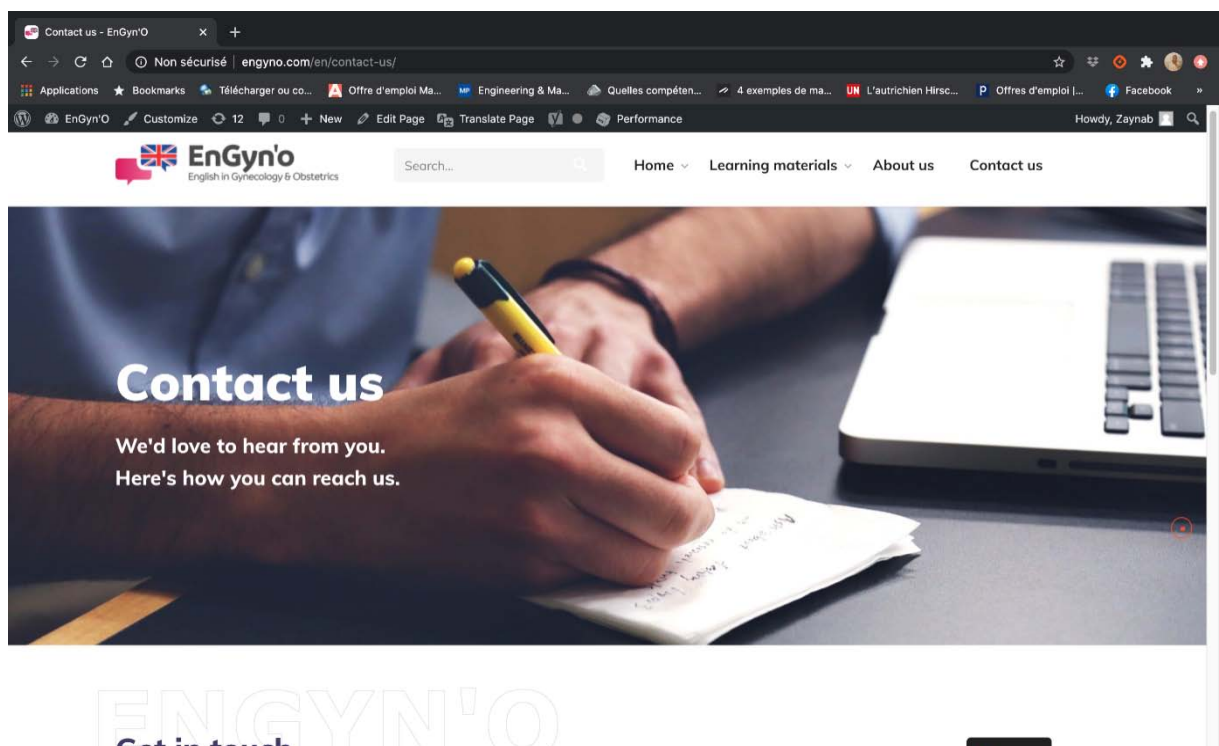 Contact us - EnGyn'O
Non sécurisé | engyno.com/en/contact-us/
Applications Bookmarks Télécharger ou co... Offre d'emploi Ma... MP Engineering & Ma... Quelles compéten... 4 exemples de ma... UN L'autrichien Hirsc... P Offres d'emploi |... Facebook »
EnGyn'O Customize 12 0 + New Edit Page Translate Page Performance Howdy, Zaynab
EnGyn'o
English in Gynecology & Obstetrics
Search...
Home Learning materials About us Contact us
Contact us
We'd love to hear from you.
Here's how you can reach us.
ENGYN'O
Get in touch